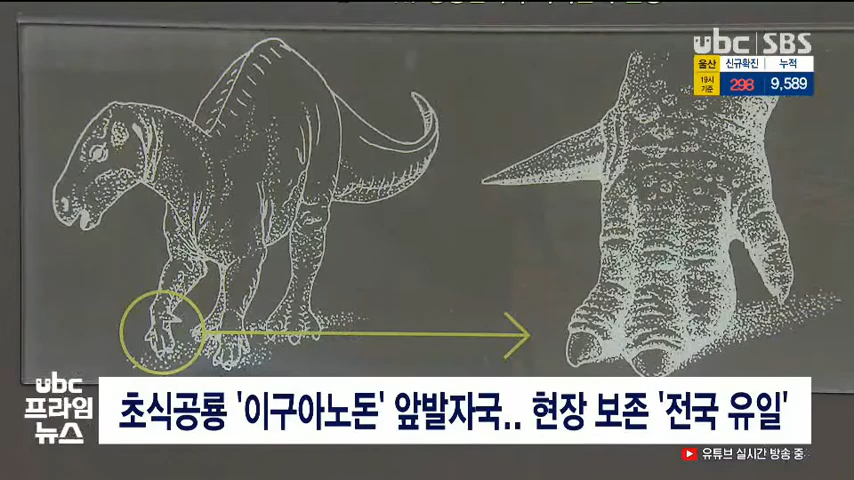 ubc SBS
울산 신규확진 누적
19시 기준 298 9,589
ubc
프라임
뉴스
초식공룡 '이구아노돈' 앞발자국.. 현장 보존 '전국 유일'
유튜브 실시간 방송 중